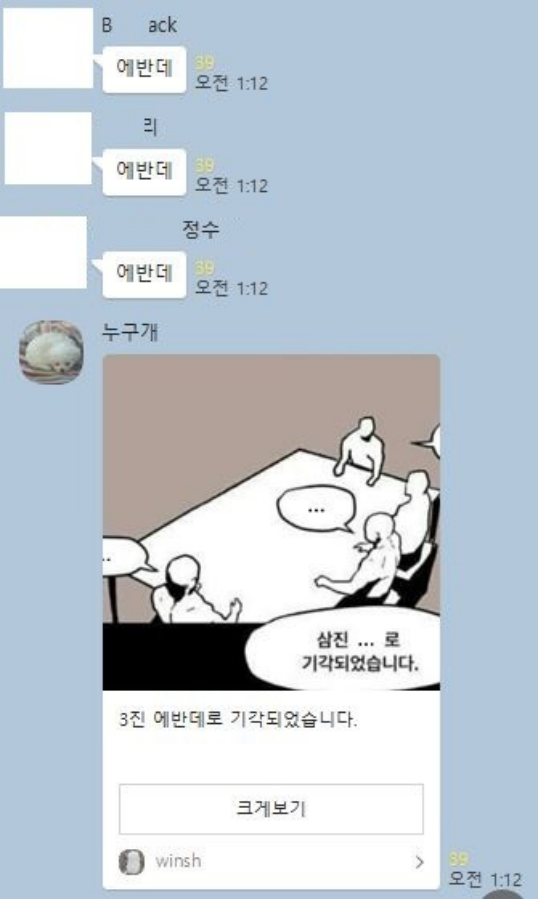 B ack
에반데
39
오전 1:12
리
에반데
39
오전 1:12
정수
에반데
39
오전 1:12
누구개
...
..
삼진 ... 로
기각되었습니다.
3진 에반데로 기각되었습니다.
크게보기
winsh
39
오전 1:12